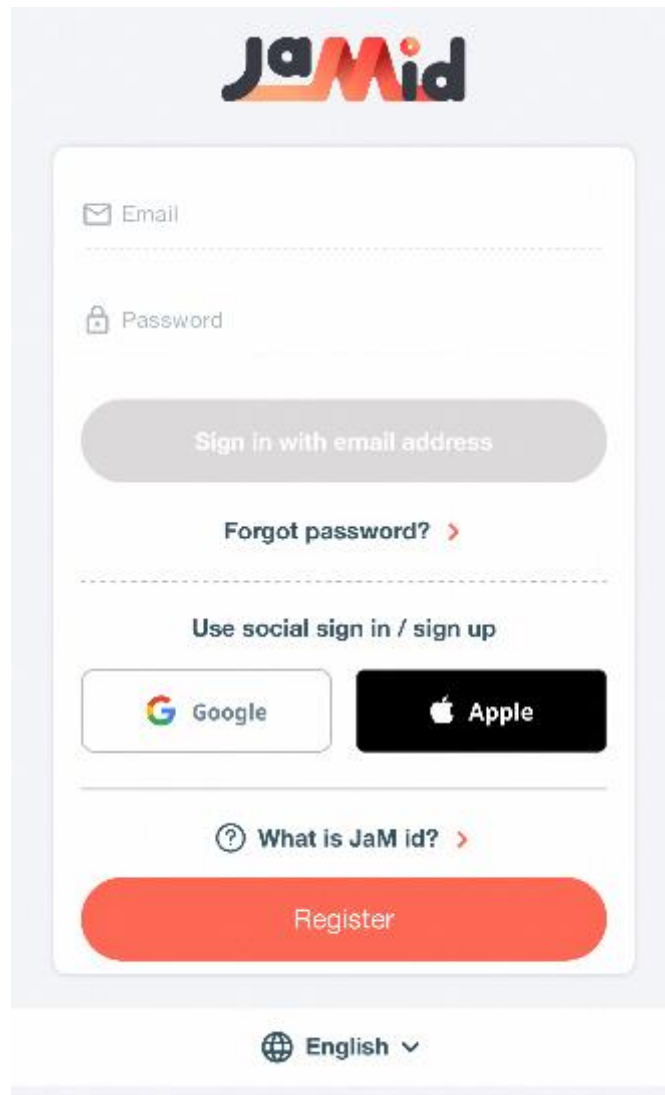 JaMid
Email
Password
Sign in with email address
Forgot password?
Use social sign in / sign up
Google
Apple
What is JaM id?
Register
English